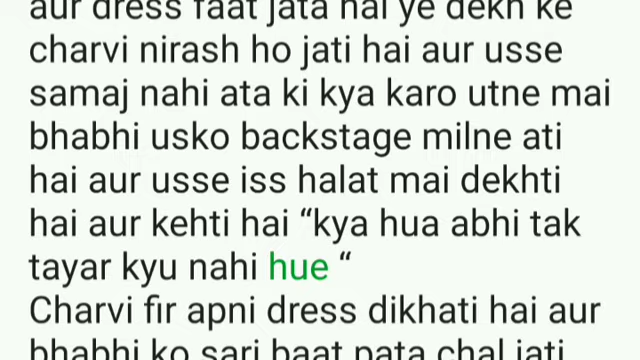 aur dress faat jata hai ye dekh ke
charvi nirash ho jati hai aur usse
samaj nahi ata ki kya karo utne mai
bhabhi usko backstage milne ati
hai aur usse iss halat mai dekhti
hai aur kehti hai “kya hua abhi tak
tayar kyu nahi hue “
Charvi fir apni dress dikhati hai aur
bhabhi ko sari baat pata chal jati